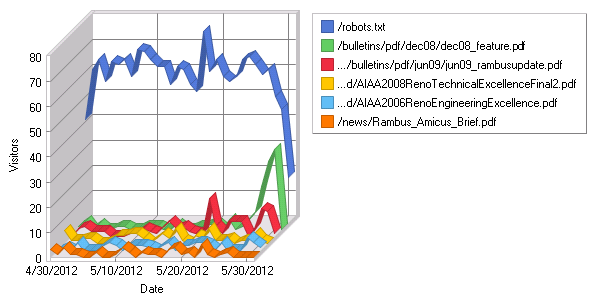 80
70
60
50
40
30
20
10
0
Visitors
4/30/2012
5/10/2012
5/20/2012
5/30/2012
Date
/robots.txt
/bulletins/pdf/dec08/dec08_feature.pdf
.../bulletins/pdf/jun09/jun09_rambusupdate.pdf
...d/AIAA2008RenoTechnicalExcellenceFinal2.pdf
...d/AIAA2006RenoEngineeringExcellence.pdf
/news/Rambus_Amicus_Brief.pdf